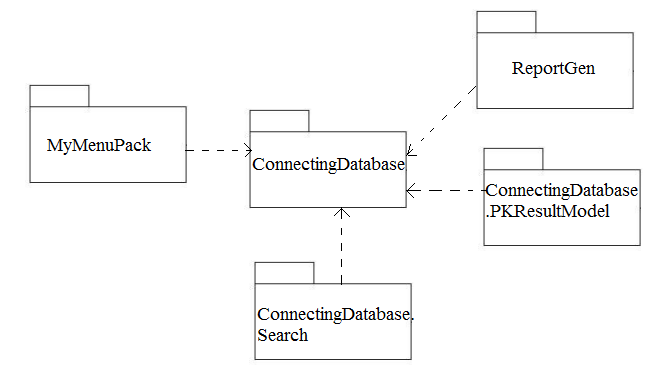 ReportGen
MyMenuPack
ConnectingDatabase
ConnectingDatabase
.PKResultModel
ConnectingDatabase.
Search